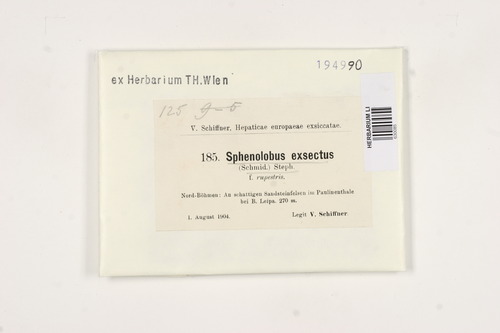 194990
ex Herbarium TH.Wien
125
V. Schiffner, Hepaticae europaeae exsiccatae.
185. Sphenolobus exsectus
(Schmid.) Steph.
f. rupestris.
Nord-Böhmen: An schattigen Sandsteinfelsen im Paulinenthale
bei B. Leipa. 270 m.
1. August 1904. Legit V. Schiffner
HERBARIUM LI